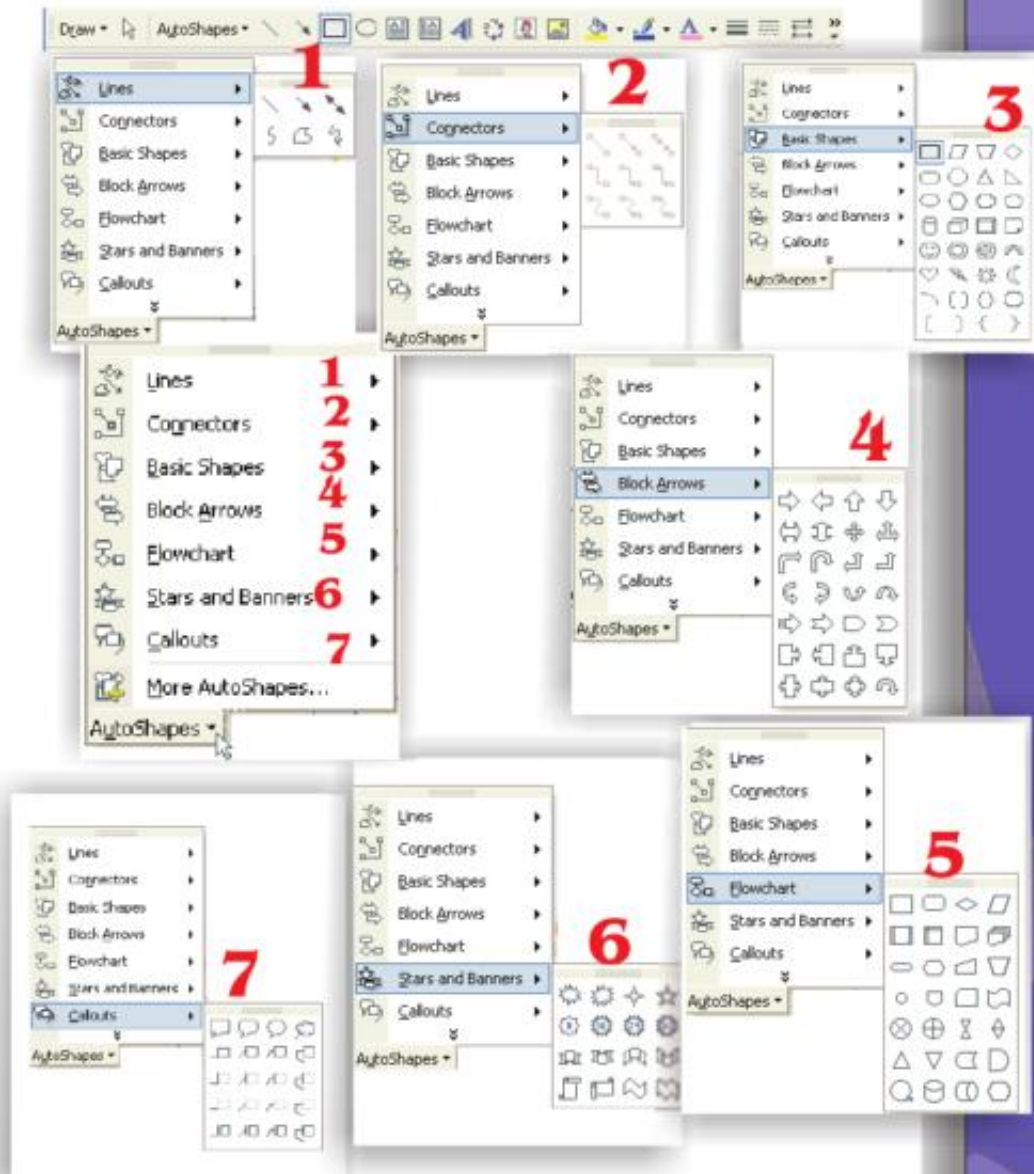 Draw AutoShapes
1
Lines
Connectors
Basic Shapes
Block Arrows
Flowchart
Stars and Banners
Callouts
AutoShapes
2
Lines
Connectors
Basic Shapes
Block Arrows
Flowchart
Stars and Banners
Callouts
AutoShapes
3
Lines
Connectors
Basic Shapes
Block Arrows
Flowchart
Stars and Banners
Callouts
AutoShapes
Lines 1
Connectors 2
Basic Shapes 3
Block Arrows 4
Flowchart 5
Stars and Banners 6
Callouts 7
More AutoShapes...
AutoShapes
4
Lines
Connectors
Basic Shapes
Block Arrows
Flowchart
Stars and Banners
Callouts
AutoShapes
7
Lines
Connectors
Basic Shapes
Block Arrows
Flowchart
Stars and Banners
Callouts
AutoShapes
6
Lines
Connectors
Basic Shapes
Block Arrows
Flowchart
Stars and Banners
Callouts
AutoShapes
5
Lines
Connectors
Basic Shapes
Block Arrows
Flowchart
Stars and Banners
Callouts
AutoShapes